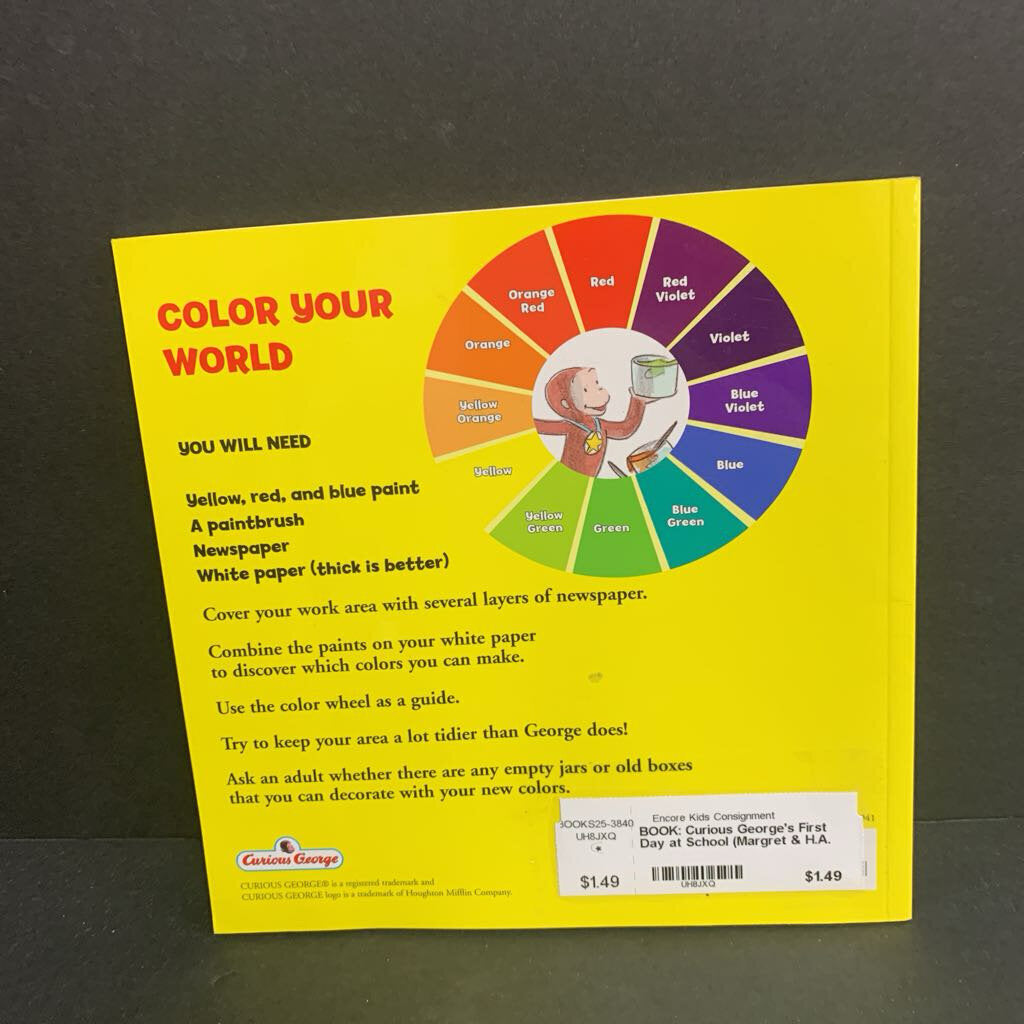 COLOR YOUR
WORLD
Red
Red
Violet
Violet
Blue
Violet
Blue
Blue
Green
Green
Yellow
Green
Yellow
Yellow
Orange
Orange
Orange
Red
YOU WILL NEED
Yellow, red, and blue paint
A paintbrush
Newspaper
White paper (thick is better)
Cover your work area with several layers of newspaper.
Combine the paints on your white paper
to discover which colors you can make.
Use the color wheel as a guide.
Try to keep your area a lot tidier than George does!
Ask an adult whether there are any empty jars or old boxes
that you can decorate with your new colors.
Curious George
CURIOUS GEORGE® is a registered trademark and
CURIOUS GEORGE logo is a trademark of Houghton Mifflin Company.
BOOKS25-3840
UH8JXQ
$1.49
Encore Kids Consignment
BOOK: Curious George's First
Day at School (Margret & H.A.
UH8JXQ
$1.49